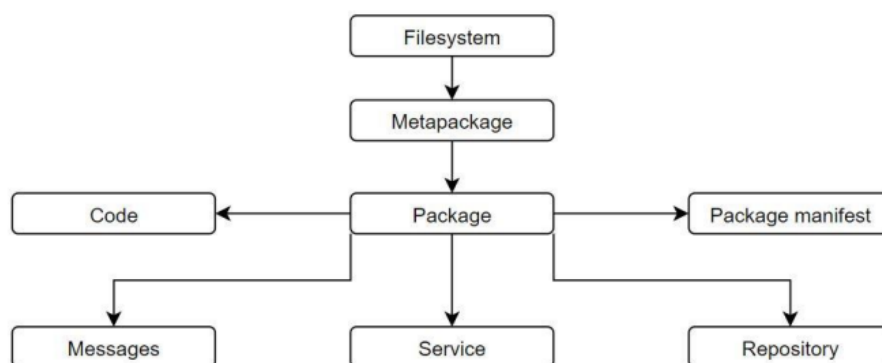 Filesystem
Metapackage
Code
Package
Package manifest
Messages
Service
Repository